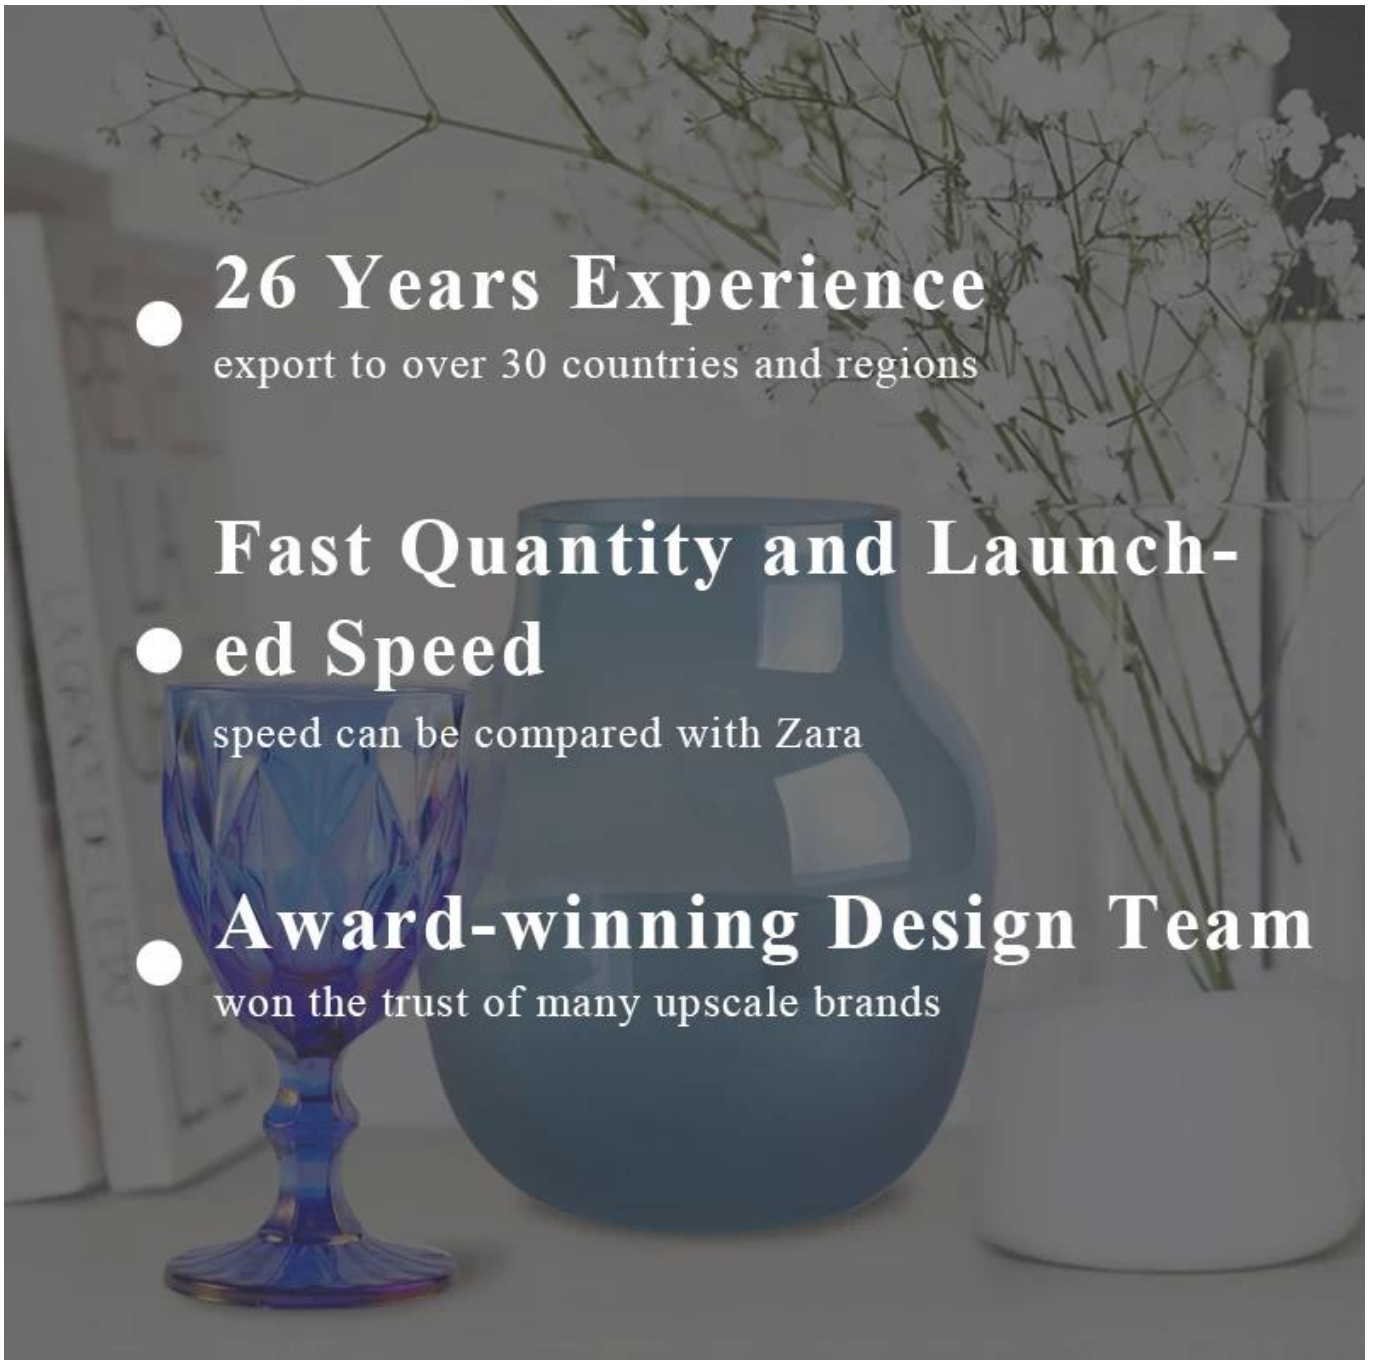 26 Years Experience
export to over 30 countries and regions
Fast Quantity and Launch-
ed Speed
speed can be compared with Zara
Award-winning Design Team
won the trust of many upscale brands